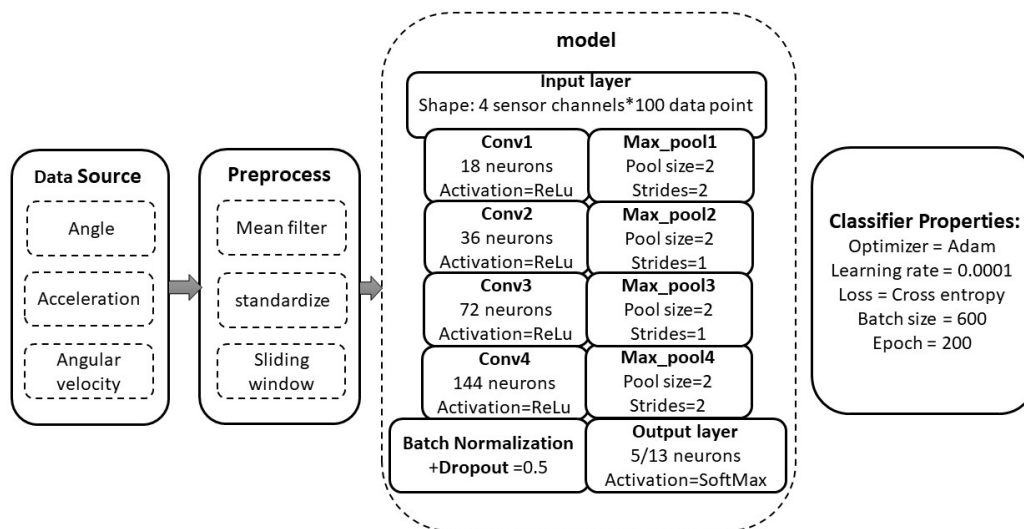 Data Source
Angle
Acceleration
Angular
velocity
Preprocess
Mean filter
standardize
Sliding
window
model
Input layer
Shape: 4 sensor channels*100 data point
Conv1
18 neurons
Activation=ReLu
Max_pool1
Pool size=2
Strides=2
Conv2
36 neurons
Activation=ReLu
Max_pool2
Pool size=2
Strides=1
Conv3
72 neurons
Activation=ReLu
Max_pool3
Pool size=2
Strides=1
Conv4
144 neurons
Activation=ReLu
Max_pool4
Pool size=2
Strides=2
Batch Normalization
+Dropout =0.5
Output layer
5/13 neurons
Activation=SoftMax
Classifier Properties:
Optimizer = Adam
Learning rate = 0.0001
Loss = Cross entropy
Batch size = 600
Epoch = 200